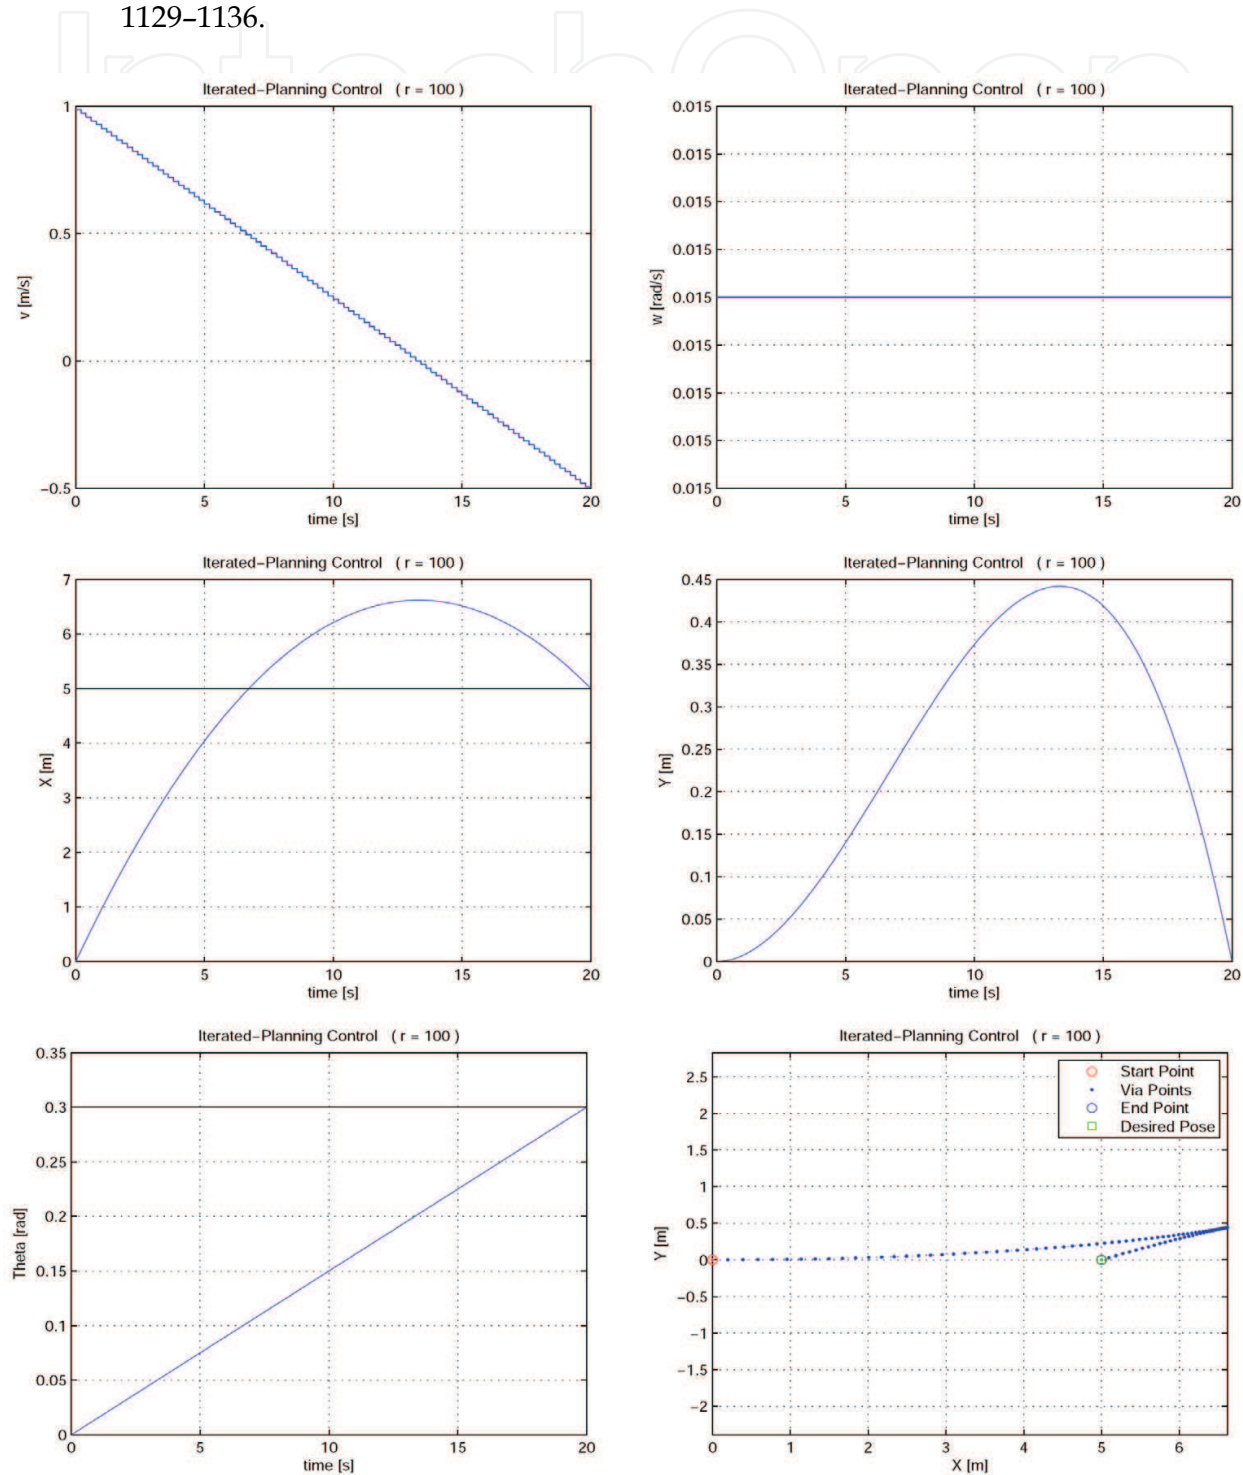 1129–1136.
IntechOpen
Iterated-Planning Control ( r = 100 )
1
0.5
0
-0.5
v [m/s]
0 5 10 15 20
time [s]
Iterated-Planning Control ( r = 100 )
0.015
0.015
0.015
0.015
0.015
0.015
0.015
0.015
0.015
w [rad/s]
0 5 10 15 20
time [s]
Iterated-Planning Control ( r = 100 )
7
6
5
4
3
2
1
0
X [m]
0 5 10 15 20
time [s]
Iterated-Planning Control ( r = 100 )
0.45
0.4
0.35
0.3
0.25
0.2
0.15
0.1
0.05
0
Y [m]
0 5 10 15 20
time [s]
Iterated-Planning Control ( r = 100 )
0.35
0.3
0.25
0.2
0.15
0.1
0.05
0
Theta [rad]
0 5 10 15 20
time [s]
Iterated-Planning Control ( r = 100 )
2.5
2
1.5
1
0.5
0
-0.5
-1
-1.5
-2
Y [m]
Start Point
Via Points
End Point
Desired Pose
0 1 2 3 4 5 6
X [m]